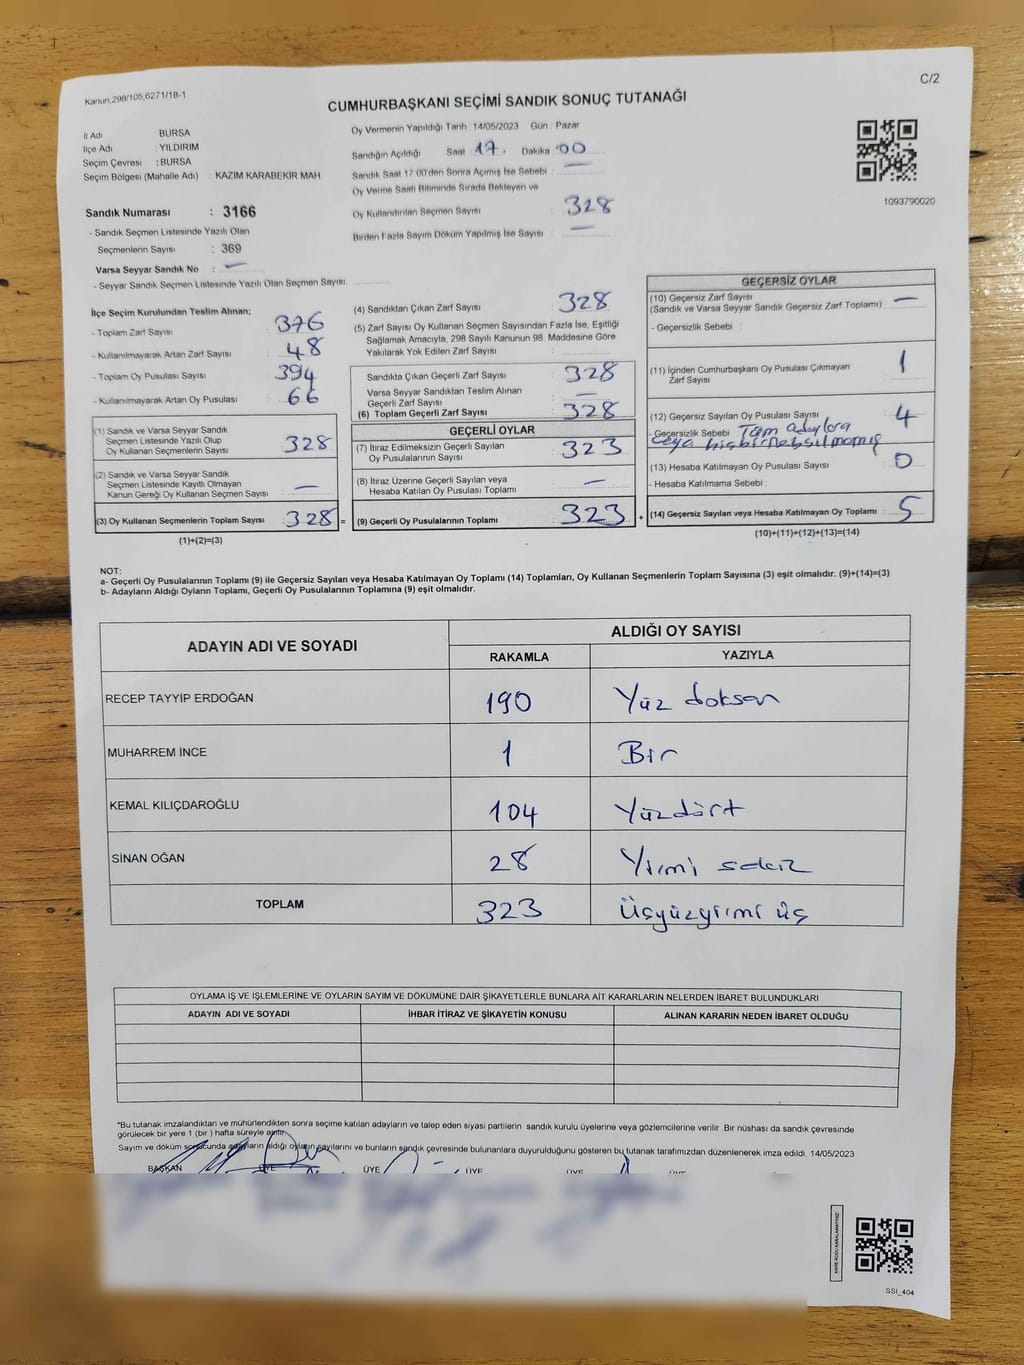 C/2
Kanun,298/105,6271/18-1
CUMHURBAŞKANI SEÇİMİ SANDIK SONUÇ TUTANAĞI
İl Adı : BURSA
İlçe Adı : YILDIRIM
Seçim Çevresi : BURSA
Seçim Bölgesi (Mahalle Adı) : KAZIM KARABEKİR MAH
Sandık Numarası : 3166
- Sandık Seçmen Listesinde Yazılı Olan
Seçmenlerin Sayısı : 369
Varsa Seyyar Sandık No : —
- Seyyar Sandık Seçmen Listesinde Yazılı Olan Seçmen Sayısı:
Oy Vermenin Yapıldığı Tarih :14/05/2023 Gün : Pazar
Sandığın Açıldığı Saat 17. Dakika :00
Sandık Saat 17.00'den Sonra Açımış İse Sebebi : —
Oy Verme Saati Bitiminde Sırada Bekleyen ve
Oy Kullandırılan Seçmen Sayısı : 328
Birden Fazla Sayım Döküm Yapılmış İse Sayısı : —
1093790020
İlçe Seçim Kurulundan Teslim Alınan;
- Toplam Zarf Sayısı : 376
- Kullanılmayarak Artan Zarf Sayısı : 48
- Toplam Oy Pusulası Sayısı : 394
- Kullanılmayarak Artan Oy Pusulası : 66
(1) Sandık ve Varsa Seyyar Sandık
Seçmen Listesinde Yazılı Olup
Oy Kullanan Seçmenlerin Sayısı : 328
(2) Sandık ve Varsa Seyyar Sandık
Seçmen Listesinde Kayıtlı Olmayan
Kanun Gereği Oy Kullanan Seçmen Sayısı : —
(3) Oy Kullanan Seçmenlerin Toplam Sayısı : 328 =
(1)+(2)=(3)
(4) Sandıktan Çıkan Zarf Sayısı : 328
(5) Zarf Sayısı Oy Kullanan Seçmen Sayısından Fazla İse, Eşitliği
Sağlamak Amacıyla, 298 Sayılı Kanunun 98. Maddesine Göre
Yakılarak Yok Edilen Zarf Sayısı :
Sandıkta Çıkan Geçerli Zarf Sayısı : 328
Varsa Seyyar Sandıktan Teslim Alınan
Geçerli Zarf Sayısı : —
(6) Toplam Geçerli Zarf Sayısı : 328
GEÇERLİ OYLAR
(7) İtiraz Edilmeksizin Geçerli Sayılan
Oy Pusulalarının Sayısı : 323
(8) İtiraz Üzerine Geçerli Sayılan veya
Hesaba Katılan Oy Pusulası Toplamı : —
(9) Geçerli Oy Pusulalarının Toplamı : 323 +
GEÇERSİZ OYLAR
(10) Geçersiz Zarf Sayısı
(Sandık ve Varsa Seyyar Sandık Geçersiz Zarf Toplamı) : —
- Geçersizlik Sebebi :
(11) İçinden Cumhurbaşkanı Oy Pusulası Çıkmayan
Zarf Sayısı : 1
(12) Geçersiz Sayılan Oy Pusulası Sayısı : 4
- Geçersizlik Sebebi : Tüm adaylara
veya hiçbirine basılmamış
(13) Hesaba Katılmayan Oy Pusulası Sayısı : 0
- Hesaba Katılmama Sebebi :
(14) Geçersiz Sayılan veya Hesaba Katılmayan Oy Toplamı : 5
(10)+(11)+(12)+(13)=(14)
NOT:
a- Geçerli Oy Pusulalarının Toplamı (9) ile Geçersiz Sayılan veya Hesaba Katılmayan Oy Toplamı (14) Toplamları, Oy Kullanan Seçmenlerin Toplam Sayısına (3) eşit olmalıdır. (9)+(14)=(3)
b- Adayların Aldığı Oyların Toplamı, Geçerli Oy Pusulalarının Toplamına (9) eşit olmalıdır.
ADAYIN ADI VE SOYADI ALDIĞI OY SAYISI
RAKAMLA YAZIYLA
RECEP TAYYİP ERDOĞAN 190 Yüz doksan
MUHARREM İNCE 1 Bir
KEMAL KILIÇDAROĞLU 104 Yüzdört
SİNAN OĞAN 28 Yirmi sekiz
TOPLAM 323 Üçyüzyirmi üç
OYLAMA İŞ VE İŞLEMLERİNE VE OYLARIN SAYIM VE DÖKÜMÜNE DAİR ŞİKAYETLERLE BUNLARA AİT KARARLARIN NELERDEN İBARET BULUNDUKLARI
ADAYIN ADI VE SOYADI İHBAR İTİRAZ VE ŞİKAYETİN KONUSU ALINAN KARARIN NEDEN İBARET OLDUĞU
*Bu tutanak imzalandıktan ve mühürlendikten sonra seçime katılan adayların ve talep eden siyasi partilerin sandık kurulu üyelerine veya gözlemcilerine verilir .Bir nüshası da sandık çevresinde
görülecek bir yere 1 (bir ) hafta süreyle asılır
Sayım ve döküm sonucunda adayların aldığı oyların sayılarını ve bunların sandık çevresinde bulunanlara duyurulduğunu gösteren bu tutanak tarafımızdan düzenlenerek imza edildi. 14/05/2023
BAŞKAN ÜYE ÜYE ÜYE ÜYE ÜYE
KARE KODU KARALAMAYINIZ!
SSI_404